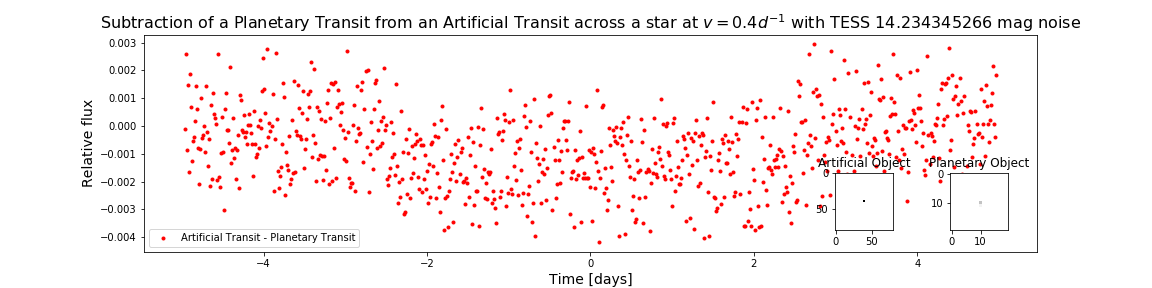 Subtraction of a Planetary Transit from an Artificial Transit across a star at v = 0.4d⁻¹ with TESS 14.234345266 mag noise
Relative flux
0.003
0.002
0.001
0.000
−0.001
−0.002
−0.003
−0.004
Artificial Transit - Planetary Transit
Artificial Object
0
50
0 50
Planetary Object
0
10
0 10
−4 −2 0 2 4
Time [days]